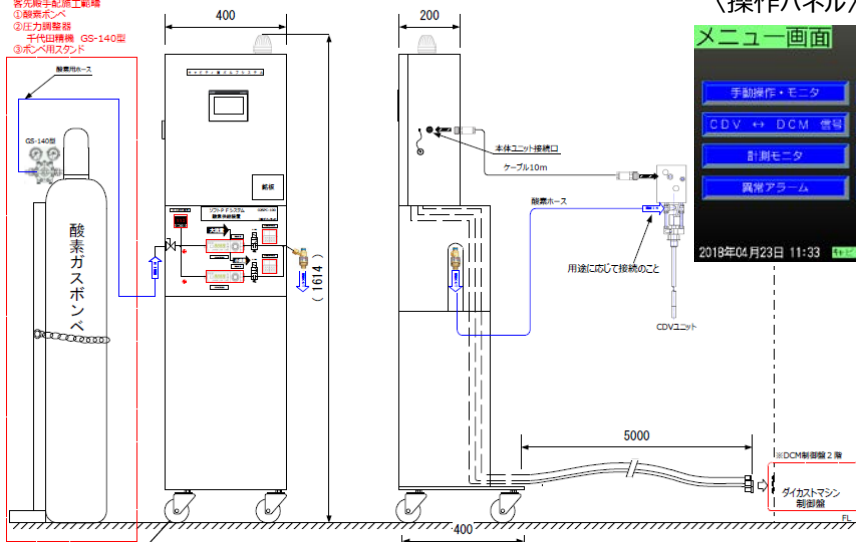 客先殿手配施工範疇
①酸素ボンベ
②圧力調整器
千代田精機 GS-140型
③ボンベ用スタンド
酸素用ホース
GS-140型
酸素ガスボンベ
400
銘板
(1614)
200
本体ユニット接続口
ケーブル10m
酸素ホース
用途に応じて接続のこと
CDVユニット
5000
※DCM制御盤2階
ダイカストマシン
制御盤
FL
400
〈操作パネル〉
メニュー画面
手動操作・モニタ
CDV ↔ DCM 信号
計測モニタ
異常アラーム
2018年04月23日 11:33